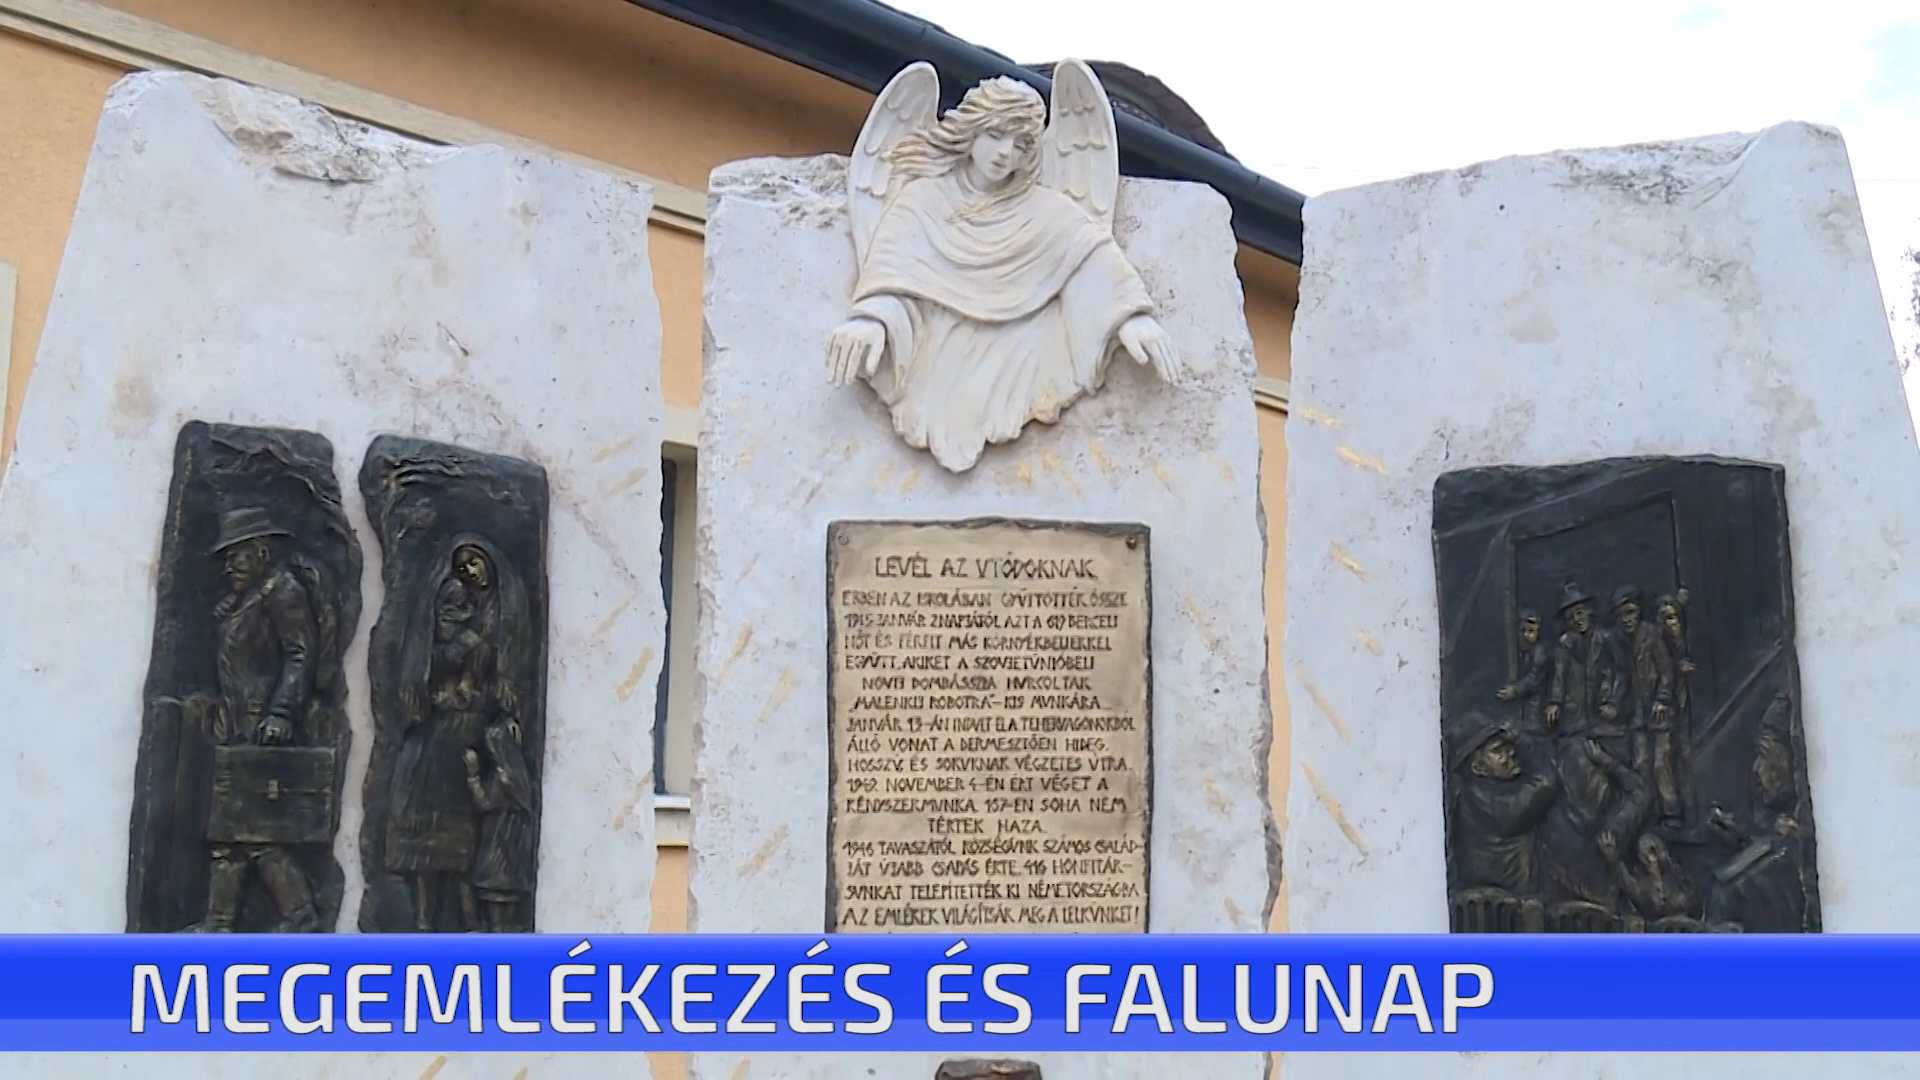 LEVÉL AZ UTÓDOKNAK
EBBEN AZ ISKOLÁBAN GYŰJTÖTTÉK ÖSSZE
1945 JANUÁR 2 NAPJÁTÓL AZT A 619 BERCELI
NŐT ÉS FÉRFIT MÁS KÖRNYÉKBELIEKKEL
EGYÜTT, AKIKET A SZOVJETÚNIÓBELI
DOMBÁSSZBA HURCOLTAK
„MALENKIJ ROBOTRA"– KIS MUNKÁRA
JANUÁR 13–ÁN INDULT EL A TEHERVAGONOKBÓL
ÁLLÓ VONAT A DERMESZTŐEN HIDEG,
HOSSZÚ, ÉS SOKUKNAK VÉGZETES ÚTRA.
1949. NOVEMBER 4–ÉN ÉRT VÉGET A
KÉNYSZERMUNKA. 167–EN SOHA NEM
TÉRTEK HAZA.
1946 TAVASZÁTÓL KÖZSÉGÜNK SZÁMOS CSALÁD–
JÁT ÚJABB CSAPÁS ÉRTE. 416 HONFITÁR–
SUNKAT TELEPÍTETTÉK KI NÉMETORSZÁGBA
AZ EMLÉKEK VILÁGÍTSÁK MEG A LELKÜNKET!
MEGEMLÉKEZÉS ÉS FALUNAP